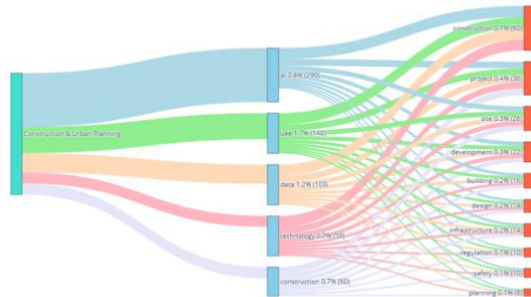 Construction & Urban Planning
ai 3.4% (290)
uae 1.7% (140)
data 1.2% (103)
technology 0.7% (59)
construction 0.7% (60)
construction 0.7% (60)
project 0.4% (36)
site 0.3% (26)
development 0.3% (22)
building 0.2% (16)
design 0.2% (14)
infrastructure 0.2% (14)
regulation 0.1% (10)
safety 0.1% (10)
planning 0.1% (8)